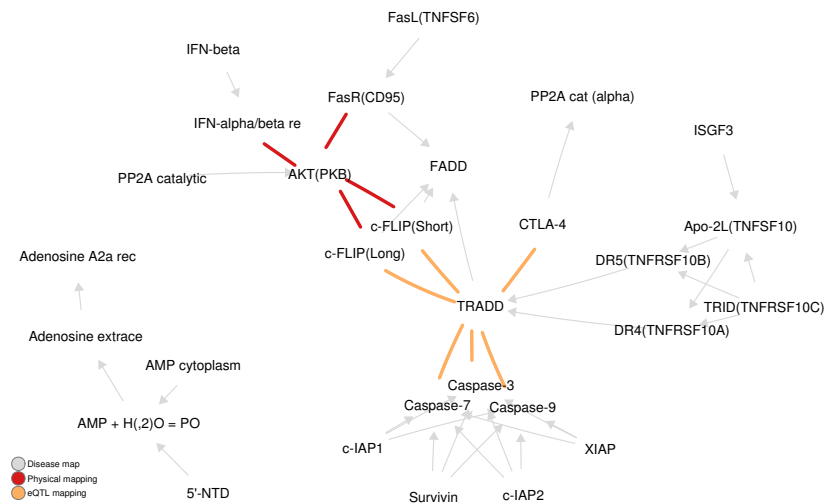 FasL(TNFSF6)
IFN-beta
FasR(CD95)
PP2A cat (alpha)
IFN-alpha/beta re
ISGF3
FADD
PP2A catalytic
AKT(PKB)
c-FLIP(Short)
CTLA-4
Apo-2L(TNFSF10)
c-FLIP(Long)
Adenosine A2a rec
DR5(TNFRSF10B)
TRADD
TRID(TNFRSF10C)
DR4(TNFRSF10A)
Adenosine extrace
AMP cytoplasm
Caspase-3
Caspase-7
Caspase-9
AMP + H(,2)O = PO
c-IAP1
XIAP
Disease map
Physical mapping
eQTL mapping
5'-NTD
Survivin
c-IAP2